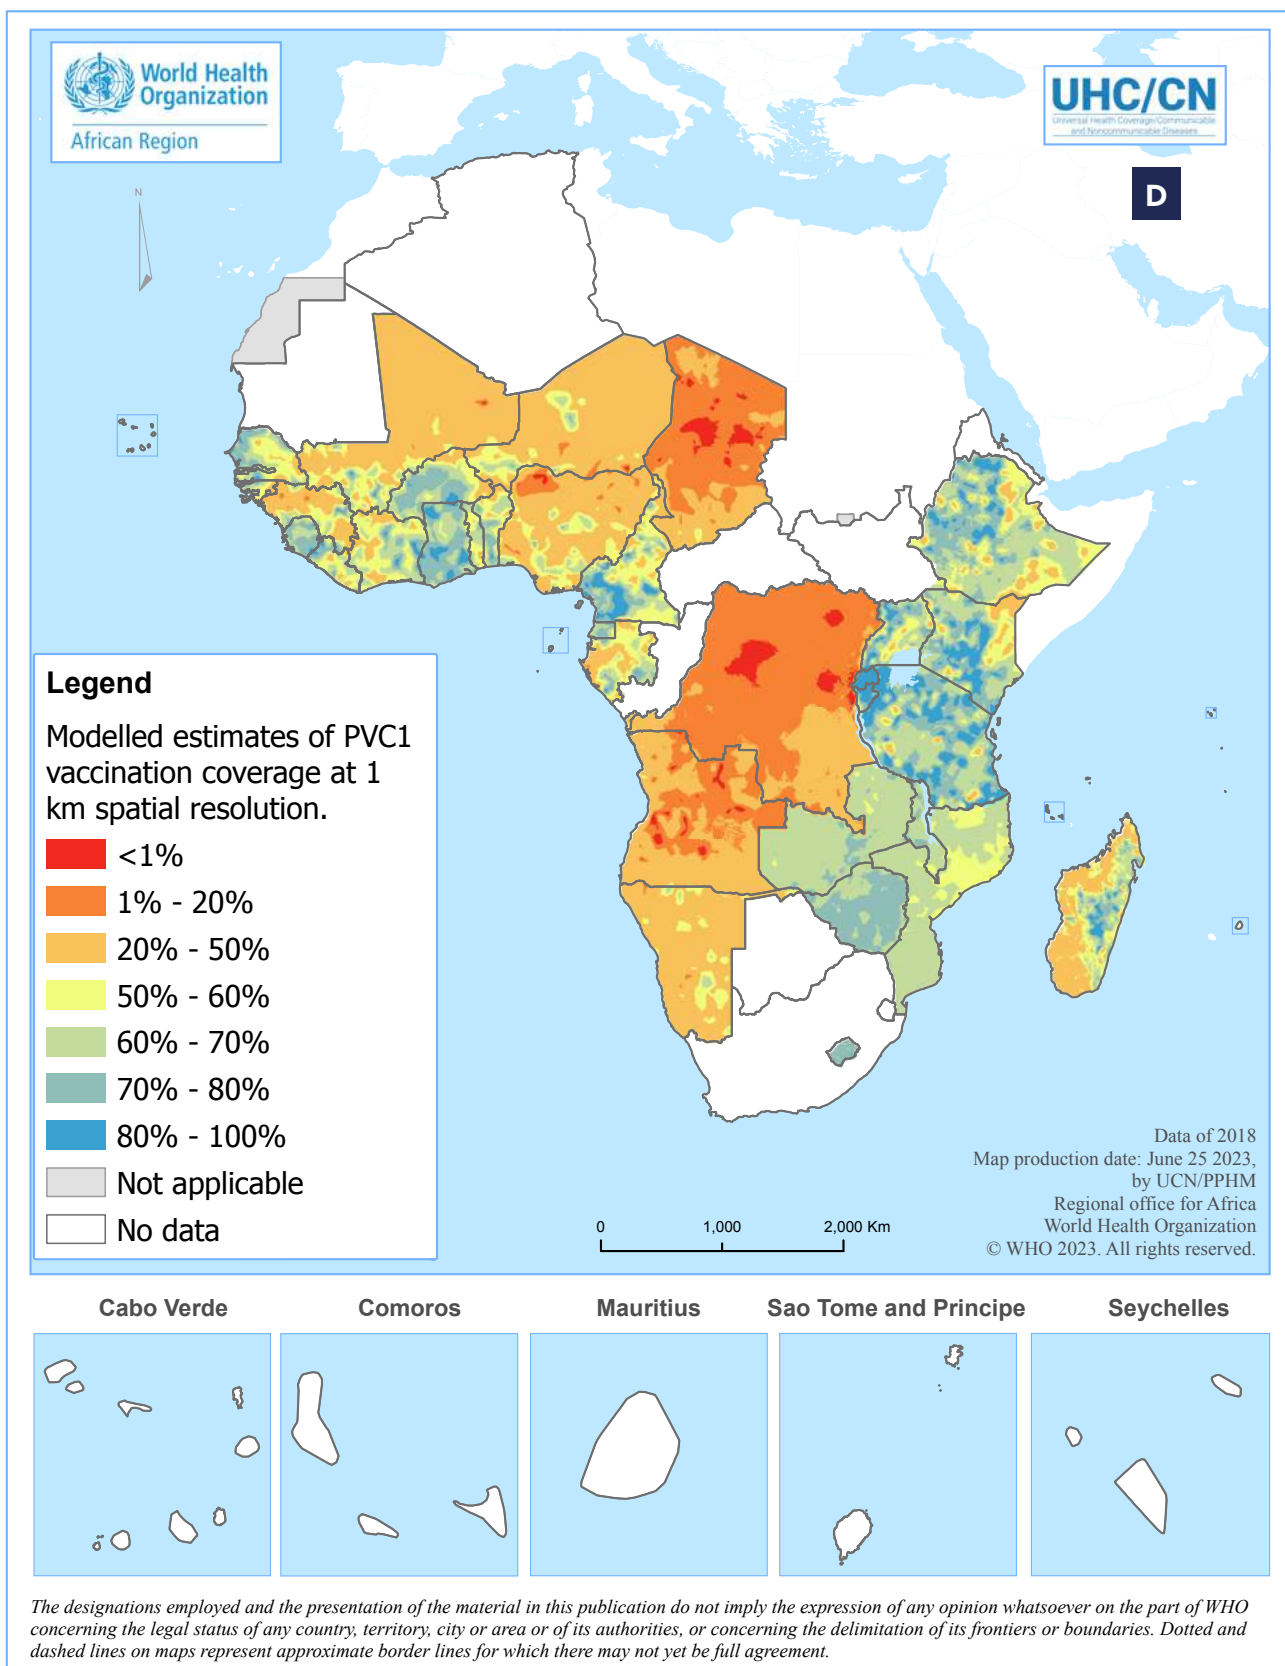 World Health
Organization
African Region
UHC/CN
Universal Health Coverage/Communicable
and Noncommunicable Diseases
D
N
Legend
Modelled estimates of PVC1
vaccination coverage at 1
km spatial resolution.
<1%
1% - 20%
20% - 50%
50% - 60%
60% - 70%
70% - 80%
80% - 100%
Not applicable
No data
0 1,000 2,000 Km
Data of 2018
Map production date: June 25 2023,
by UCN/PPHM
Regional office for Africa
World Health Organization
© WHO 2023. All rights reserved.
Cabo Verde Comoros Mauritius Sao Tome and Principe Seychelles
The designations employed and the presentation of the material in this publication do not imply the expression of any opinion whatsoever on the part of WHO
concerning the legal status of any country, territory, city or area or of its authorities, or concerning the delimitation of its frontiers or boundaries. Dotted and
dashed lines on maps represent approximate border lines for which there may not yet be full agreement.